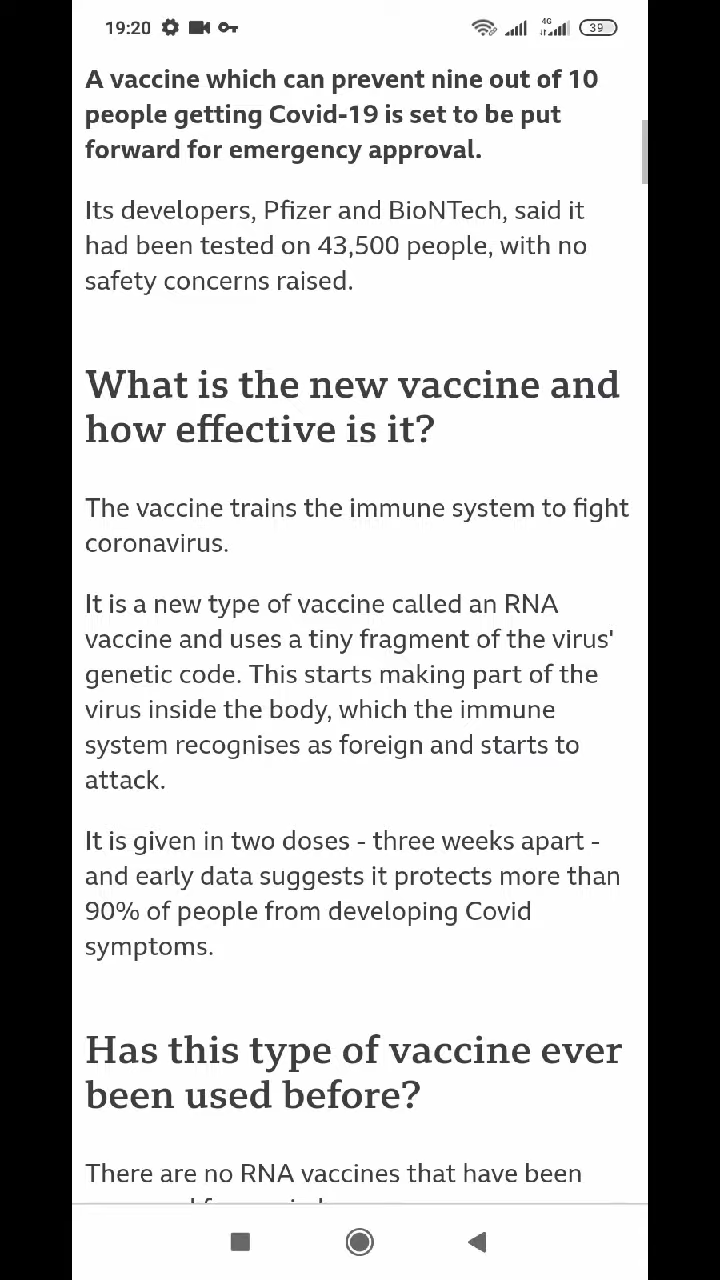 19:20
4G
39
A vaccine which can prevent nine out of 10
people getting Covid-19 is set to be put
forward for emergency approval.
Its developers, Pfizer and BioNTech, said it
had been tested on 43,500 people, with no
safety concerns raised.
What is the new vaccine and
how effective is it?
The vaccine trains the immune system to fight
coronavirus.
It is a new type of vaccine called an RNA
vaccine and uses a tiny fragment of the virus'
genetic code. This starts making part of the
virus inside the body, which the immune
system recognises as foreign and starts to
attack.
It is given in two doses - three weeks apart -
and early data suggests it protects more than
90% of people from developing Covid
symptoms.
Has this type of vaccine ever
been used before?
There are no RNA vaccines that have been